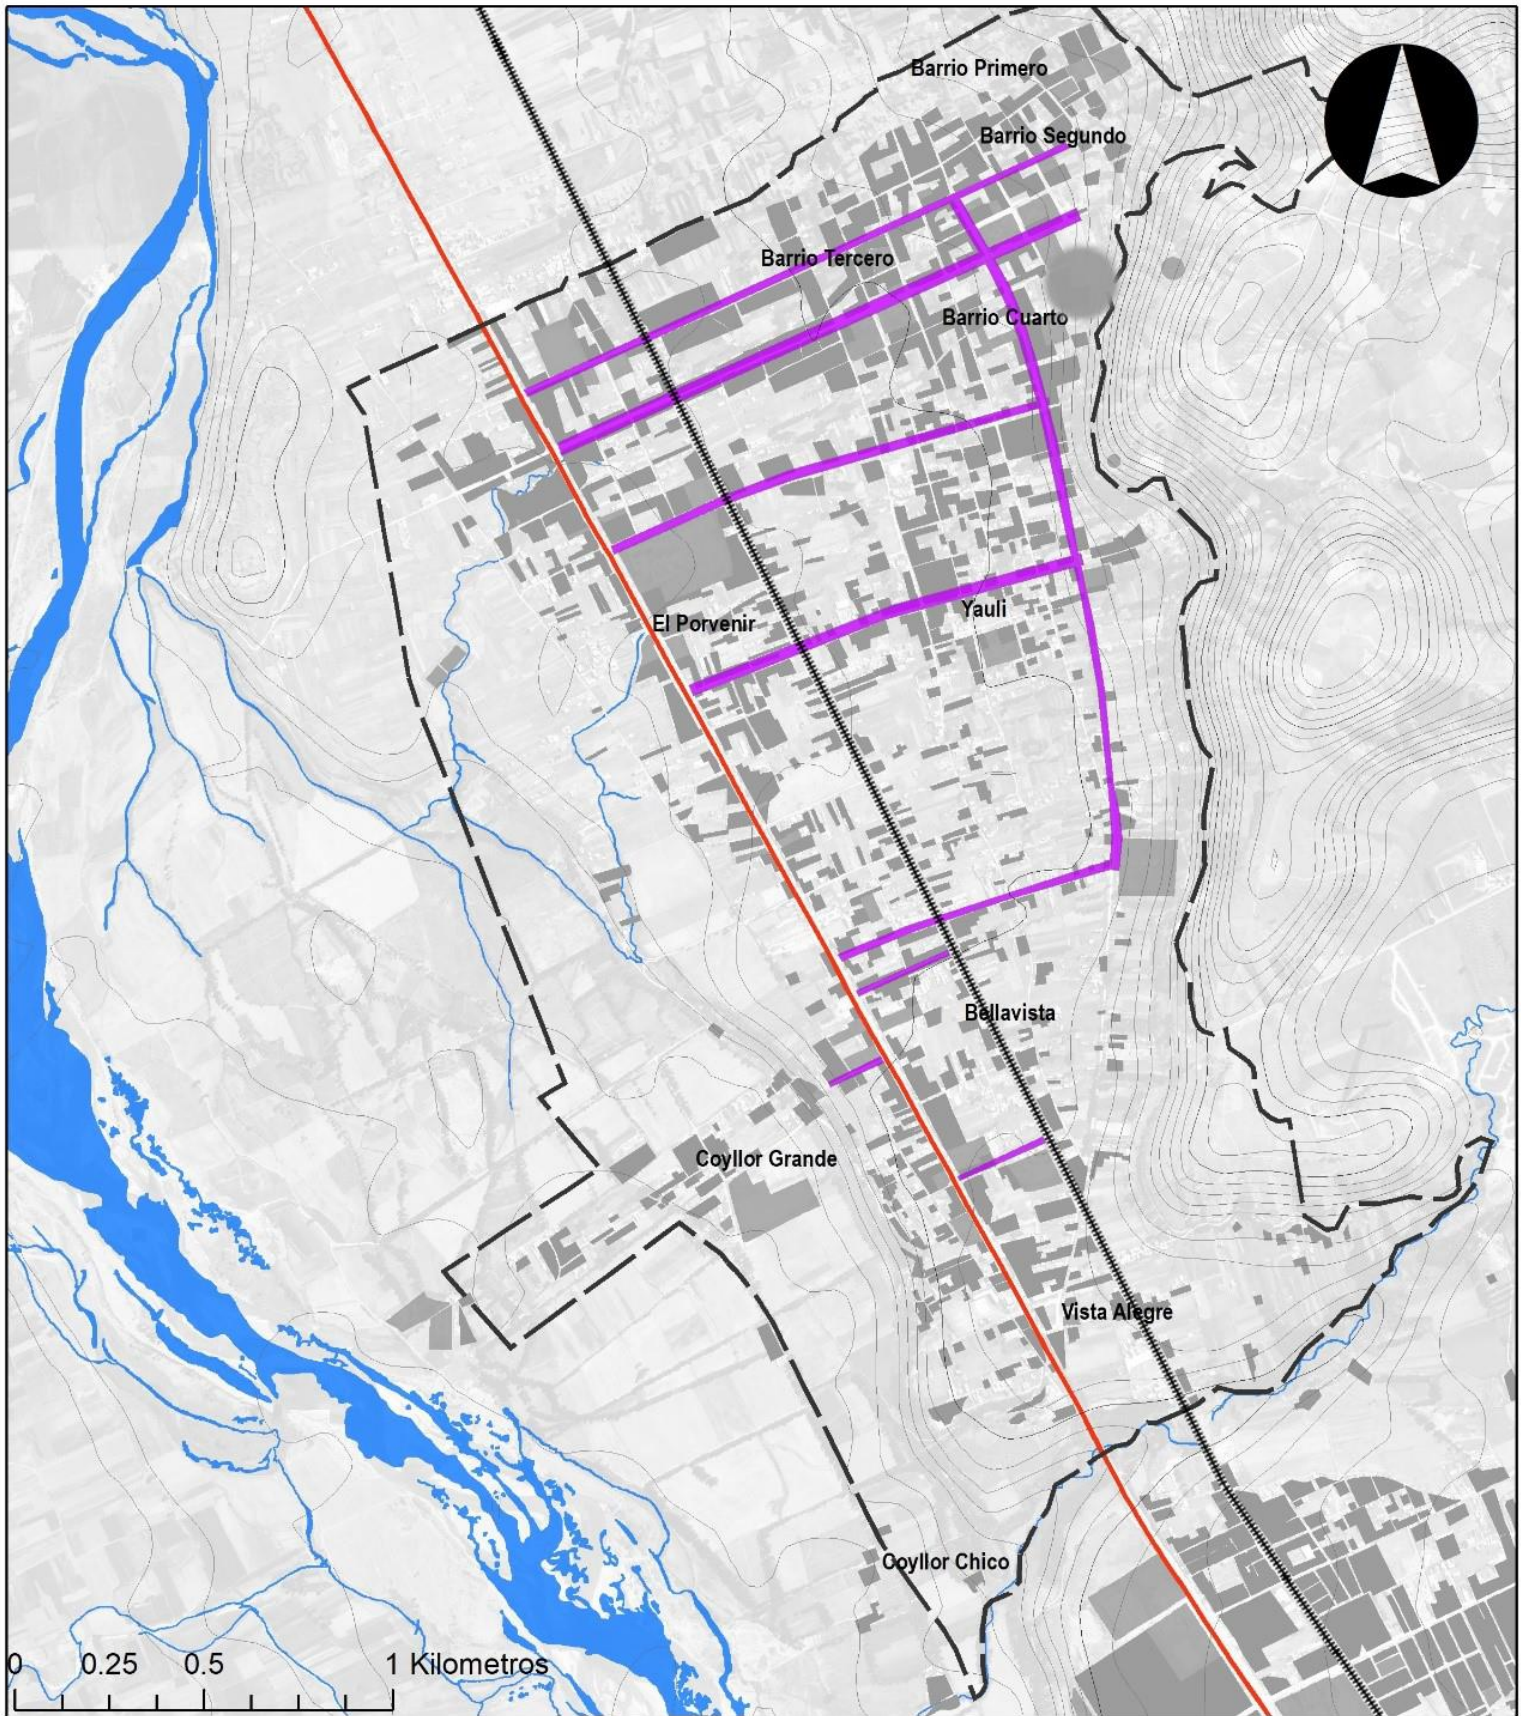 Barrio Primero
Barrio Segundo
Barrio Tercero
Barrio Cuarto
Yauli
El Porvenir
Bellavista
Coyllor Grande
Vista Alegre
Coyllor Chico
0 0.25 0.5 1 Kilometros